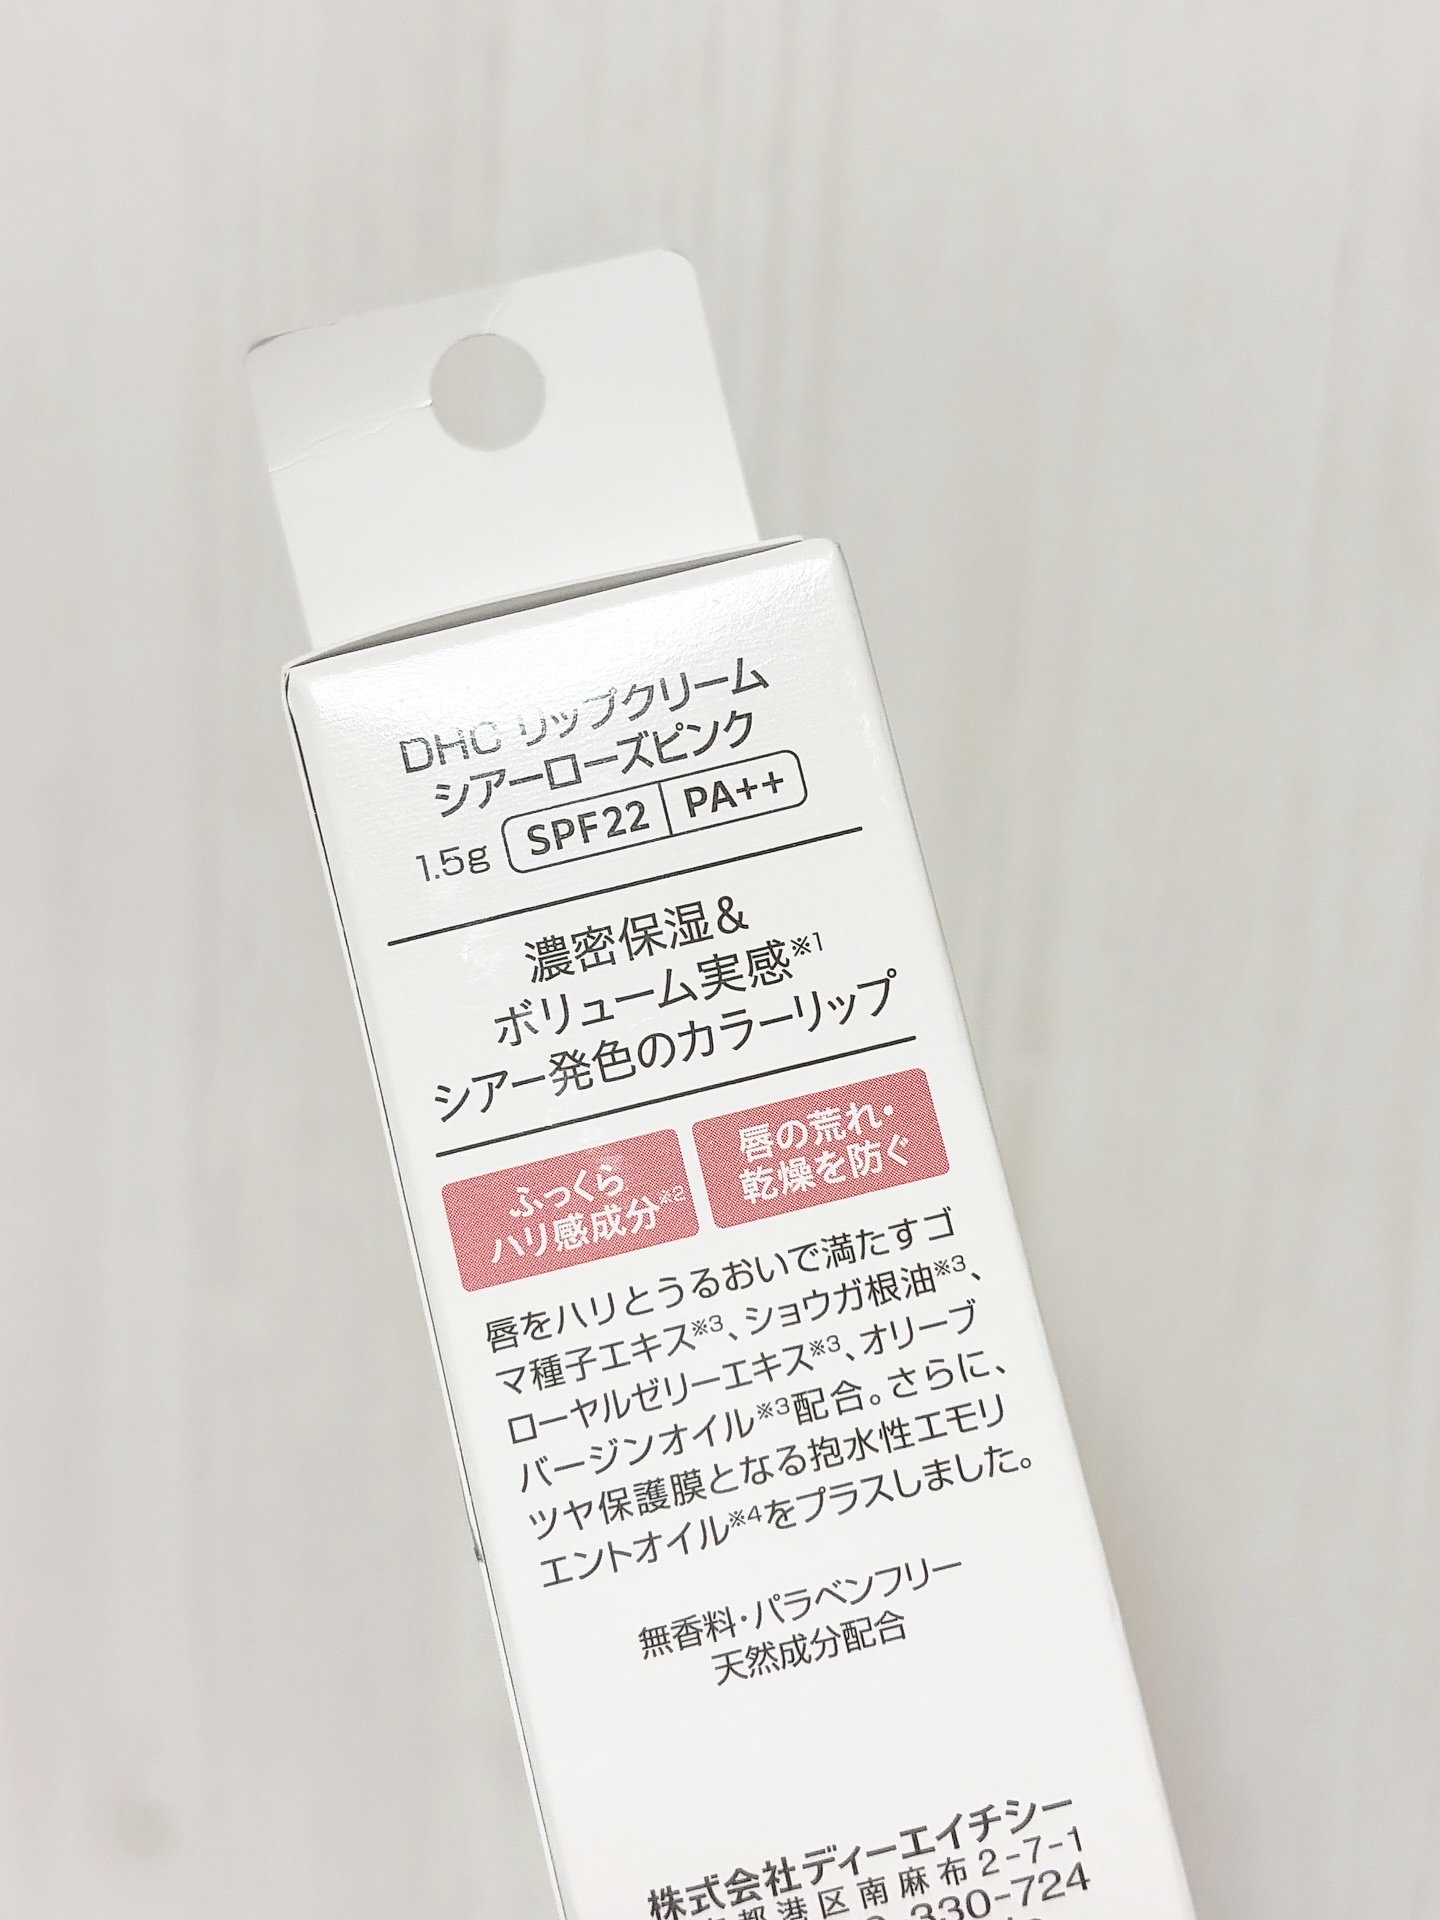 DHC リップクリーム
シアーローズピンク
1.5g SPF22 PA++
濃密保湿&
ボリューム実感※1
シアー発色のカラーリップ
ふっくら
ハリ感成分※2
唇の荒れ・
乾燥を防ぐ
唇をハリとうるおいで満たすゴ
マ種子エキス※3、ショウガ根油※3、
ローヤルゼリーエキス※3、オリーブ
バージンオイル※3配合。さらに、
ツヤ保護膜となる抱水性エモリ
エントオイル※4をプラスしました。
無香料・パラベンフリー
天然成分配合
株式会社ディーエイチシー
都港区南麻布2-7-1
330-724